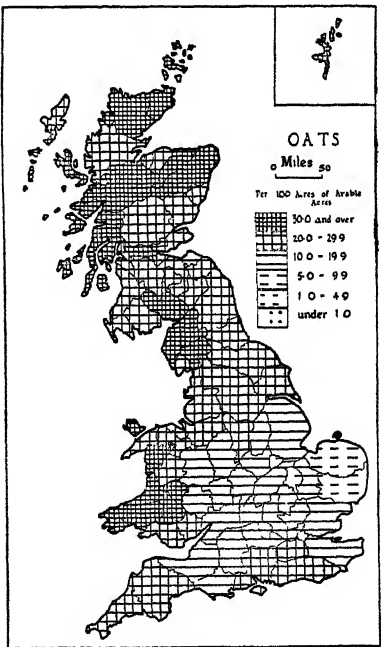 OATS
0 Miles 50
Per 100 Acres of Arable
Acres
30·0 and over
20·0 - 29·9
10·0 - 19·9
5·0 - 9·9
1·0 - 4·9
under 1·0